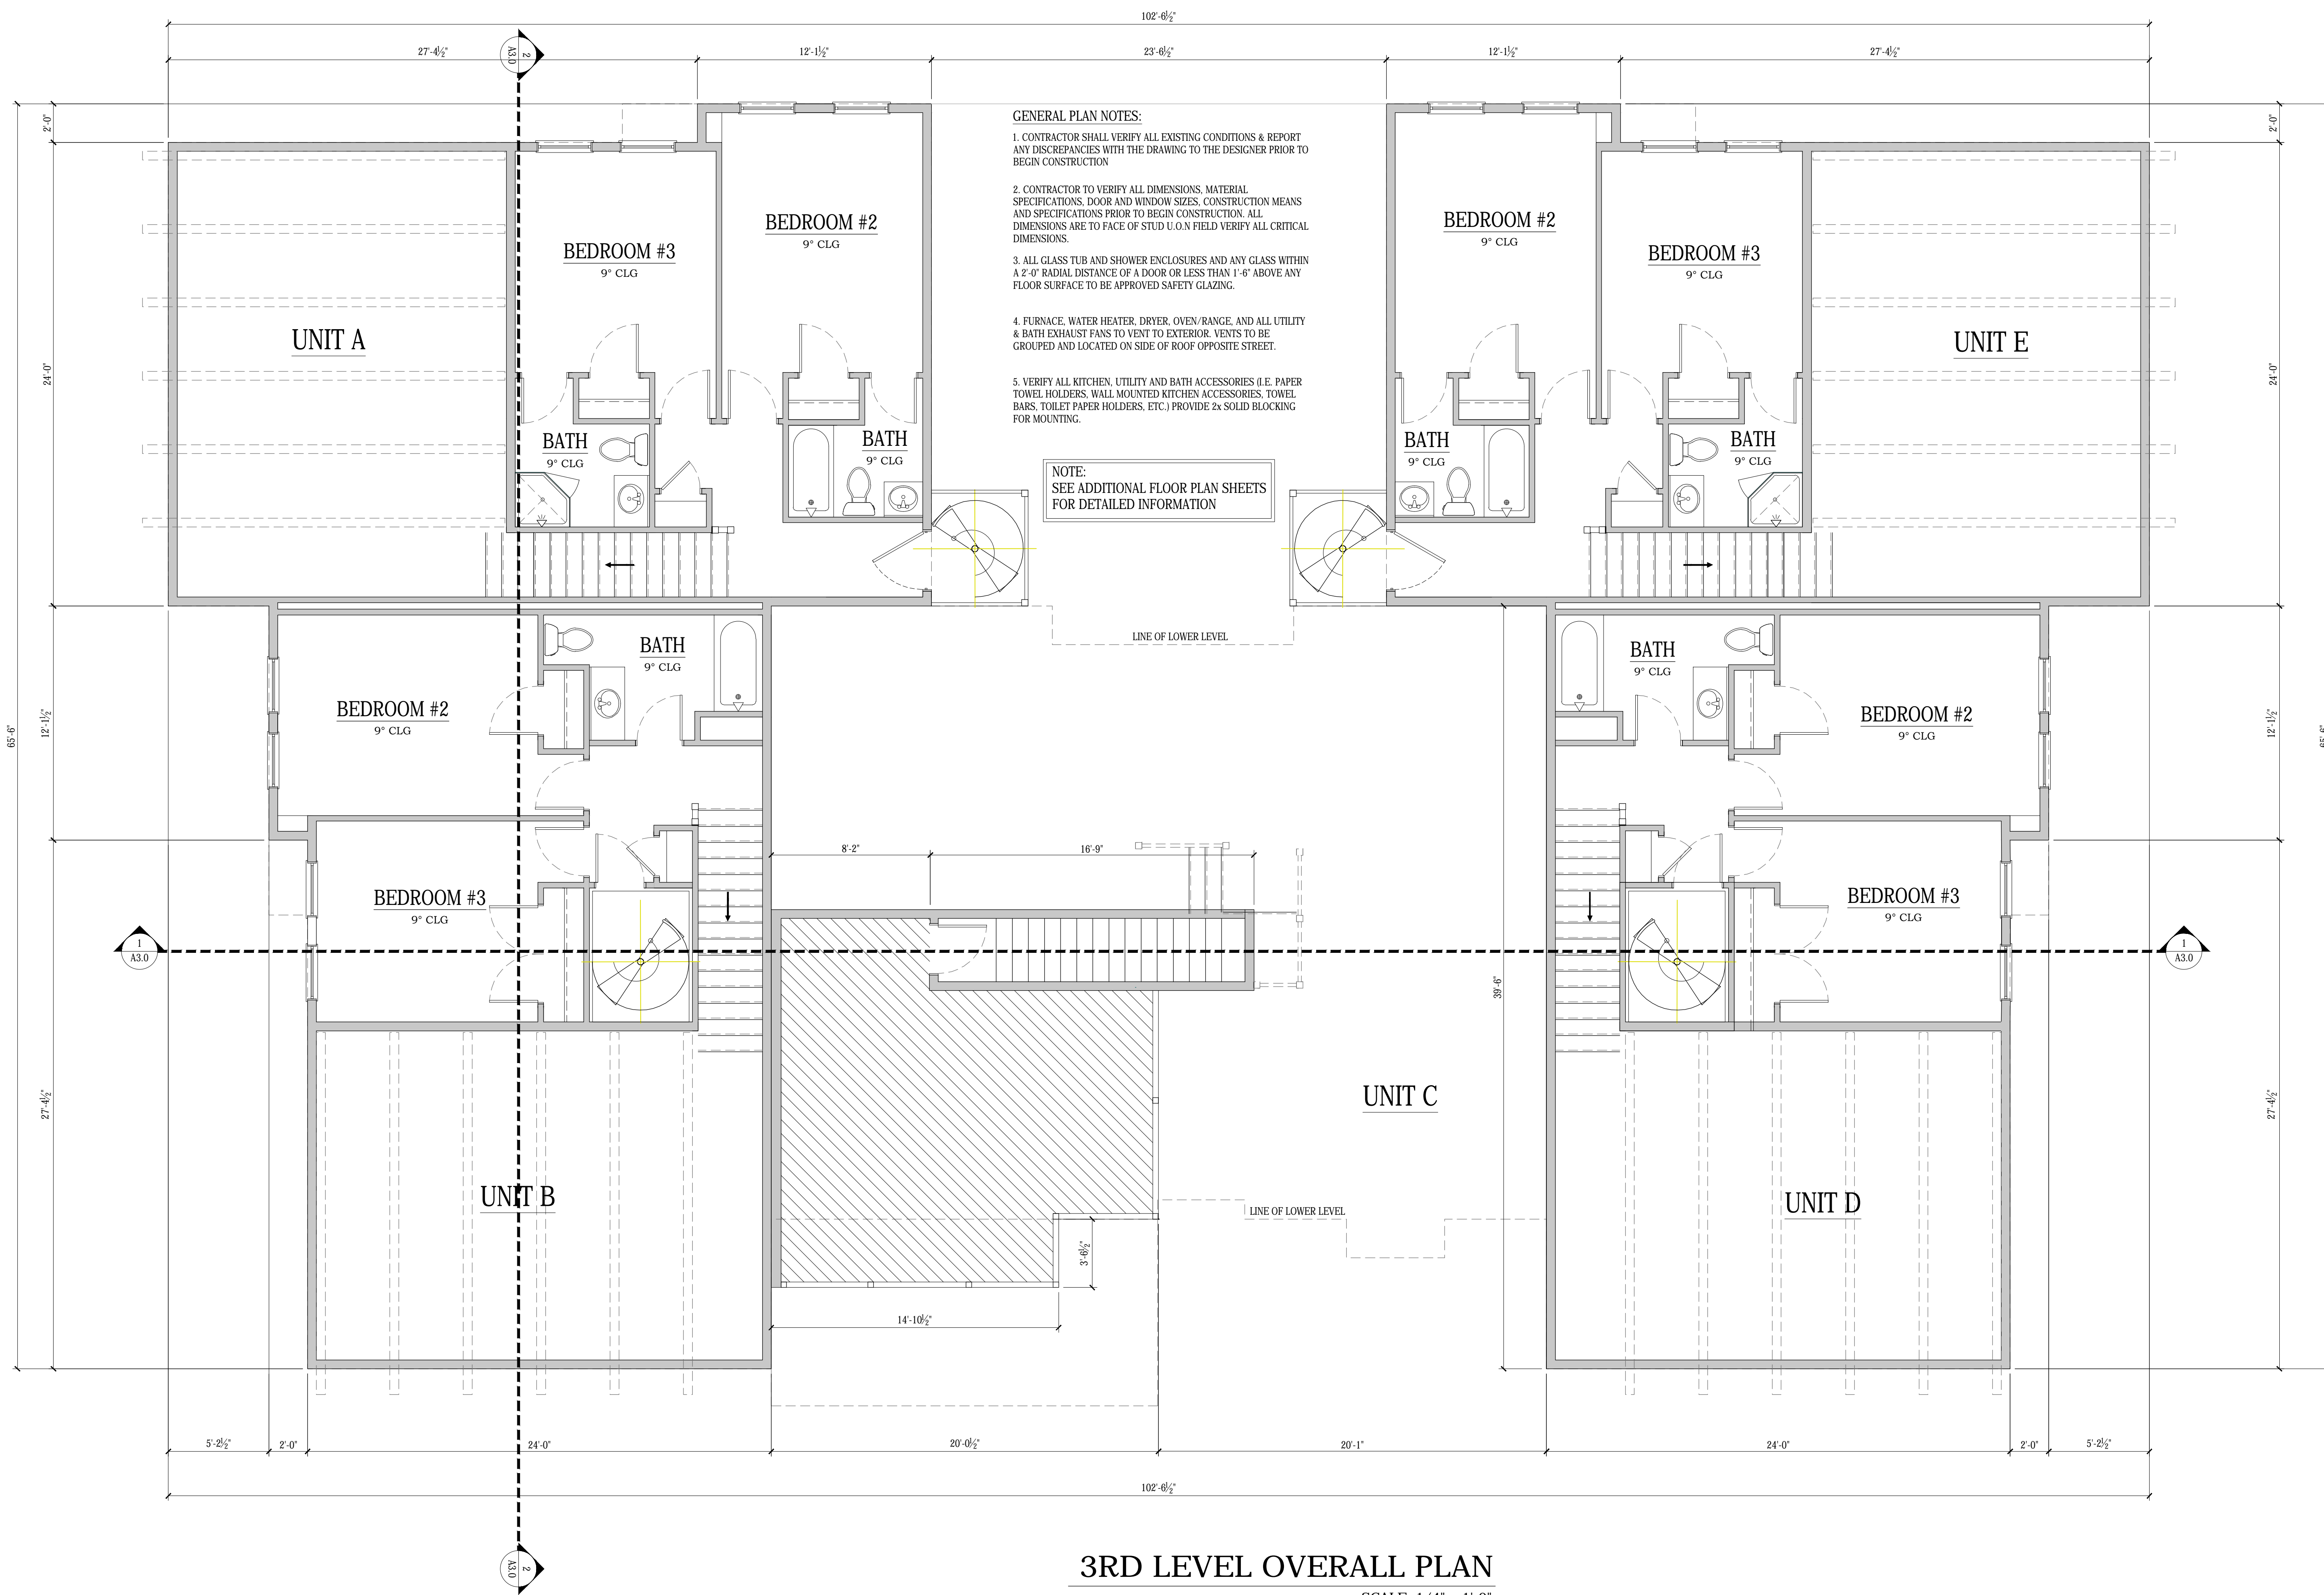 102'-6½"
27'-4½"
12'-1½"
23'-6½"
12'-1½"
27'-4½"
2
A3.0
2'-0"
24'-0"
12'-1½"
27'-4½"
65'-6"
GENERAL PLAN NOTES:
1. CONTRACTOR SHALL VERIFY ALL EXISTING CONDITIONS & REPORT
ANY DISCREPANCIES WITH THE DRAWING TO THE DESIGNER PRIOR TO
BEGIN CONSTRUCTION
2. CONTRACTOR TO VERIFY ALL DIMENSIONS, MATERIAL
SPECIFICATIONS, DOOR AND WINDOW SIZES, CONSTRUCTION MEANS
AND SPECIFICATIONS PRIOR TO BEGIN CONSTRUCTION. ALL
DIMENSIONS ARE TO FACE OF STUD U.O.N FIELD VERIFY ALL CRITICAL
DIMENSIONS.
3. ALL GLASS TUB AND SHOWER ENCLOSURES AND ANY GLASS WITHIN
A 2'-0" RADIAL DISTANCE OF A DOOR OR LESS THAN 1'-6" ABOVE ANY
FLOOR SURFACE TO BE APPROVED SAFETY GLAZING.
4. FURNACE, WATER HEATER, DRYER, OVEN/RANGE, AND ALL UTILITY
& BATH EXHAUST FANS TO VENT TO EXTERIOR. VENTS TO BE
GROUPED AND LOCATED ON SIDE OF ROOF OPPOSITE STREET.
5. VERIFY ALL KITCHEN, UTILITY AND BATH ACCESSORIES (I.E. PAPER
TOWEL HOLDERS, WALL MOUNTED KITCHEN ACCESSORIES, TOWEL
BARS, TOILET PAPER HOLDERS, ETC.) PROVIDE 2x SOLID BLOCKING
FOR MOUNTING.
NOTE:
SEE ADDITIONAL FLOOR PLAN SHEETS
FOR DETAILED INFORMATION
UNIT A
BEDROOM #3
9° CLG
BEDROOM #2
9° CLG
BATH
9° CLG
BATH
9° CLG
BEDROOM #2
9° CLG
BEDROOM #3
9° CLG
UNIT E
BATH
9° CLG
BATH
9° CLG
2'-0"
24'-0"
12'-1½"
27'-4½"
LINE OF LOWER LEVEL
BATH
9° CLG
BEDROOM #2
9° CLG
BEDROOM #3
9° CLG
BATH
9° CLG
BEDROOM #2
9° CLG
BEDROOM #3
9° CLG
8'-2"
16'-9"
1
A3.0
1
A3.0
39'-6"
UNIT C
UNIT B
UNIT D
LINE OF LOWER LEVEL
3'-6½"
14'-10½"
5'-2½"
2'-0"
24'-0"
20'-0½"
20'-1"
24'-0"
2'-0"
5'-2½"
102'-6½"
2
A3.0
3RD LEVEL OVERALL PLAN